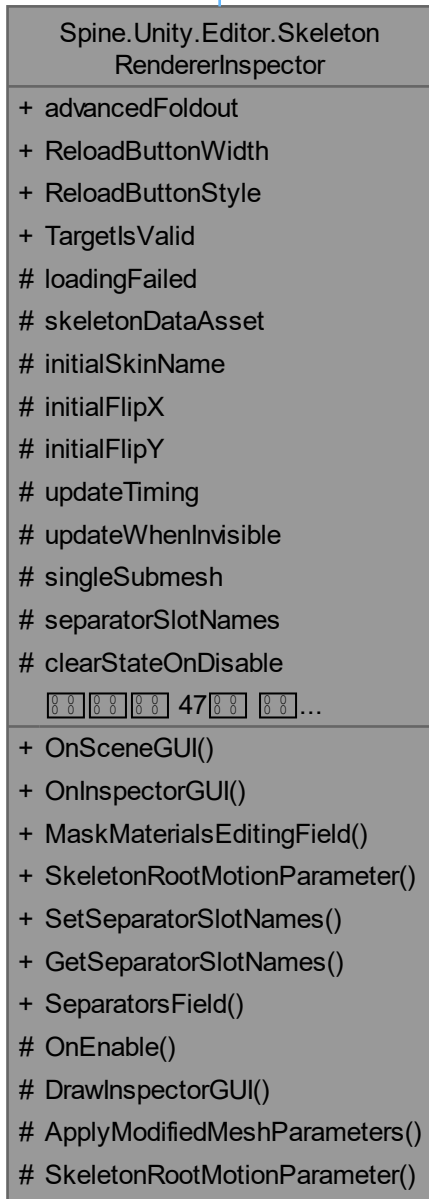 Spine.Unity.Editor.Skeleton
RendererInspector
+ advancedFoldout
+ ReloadButtonWidth
+ ReloadButtonStyle
+ TargetIsValid
# loadingFailed
# skeletonDataAsset
# initialSkinName
# initialFlipX
# initialFlipY
# updateTiming
# updateWhenInvisible
# singleSubmesh
# separatorSlotNames
# clearStateOnDisable
47 ...
+ OnSceneGUI()
+ OnInspectorGUI()
+ MaskMaterialsEditingField()
+ SkeletonRootMotionParameter()
+ SetSeparatorSlotNames()
+ GetSeparatorSlotNames()
+ SeparatorsField()
# OnEnable()
# DrawInspectorGUI()
# ApplyModifiedMeshParameters()
# SkeletonRootMotionParameter()